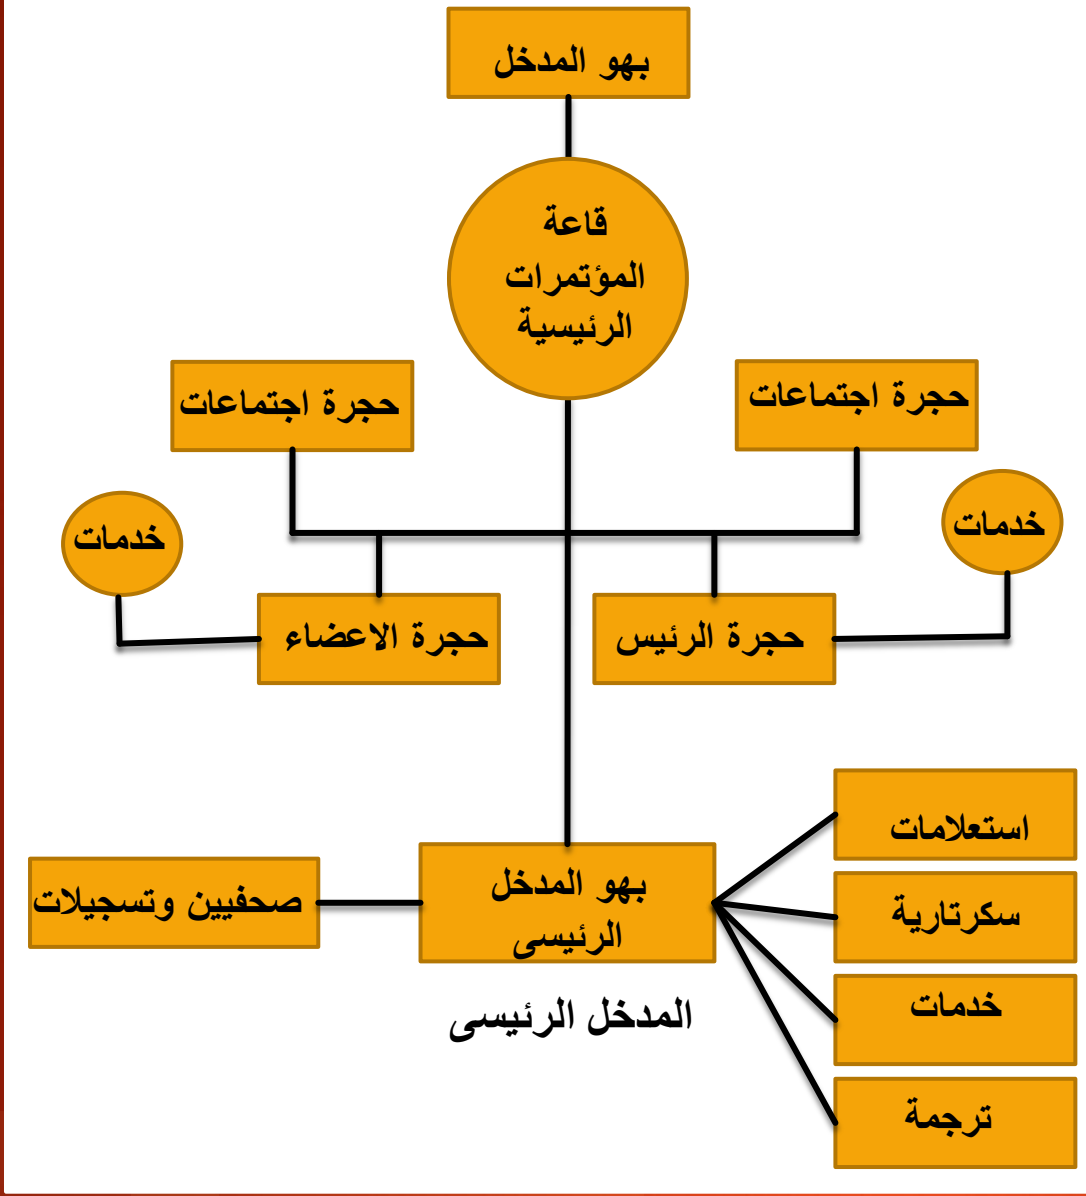 بهو المدخل
قاعة
المؤتمرات
الرئيسية
حجرة اجتماعات
حجرة اجتماعات
خدمات
خدمات
حجرة الرئيس
حجرة الاعضاء
استعلامات
بهو المدخل
الرئيسى
صحفيين وتسجيلات
سكرتارية
خدمات
المدخل الرئيسى
ترجمة